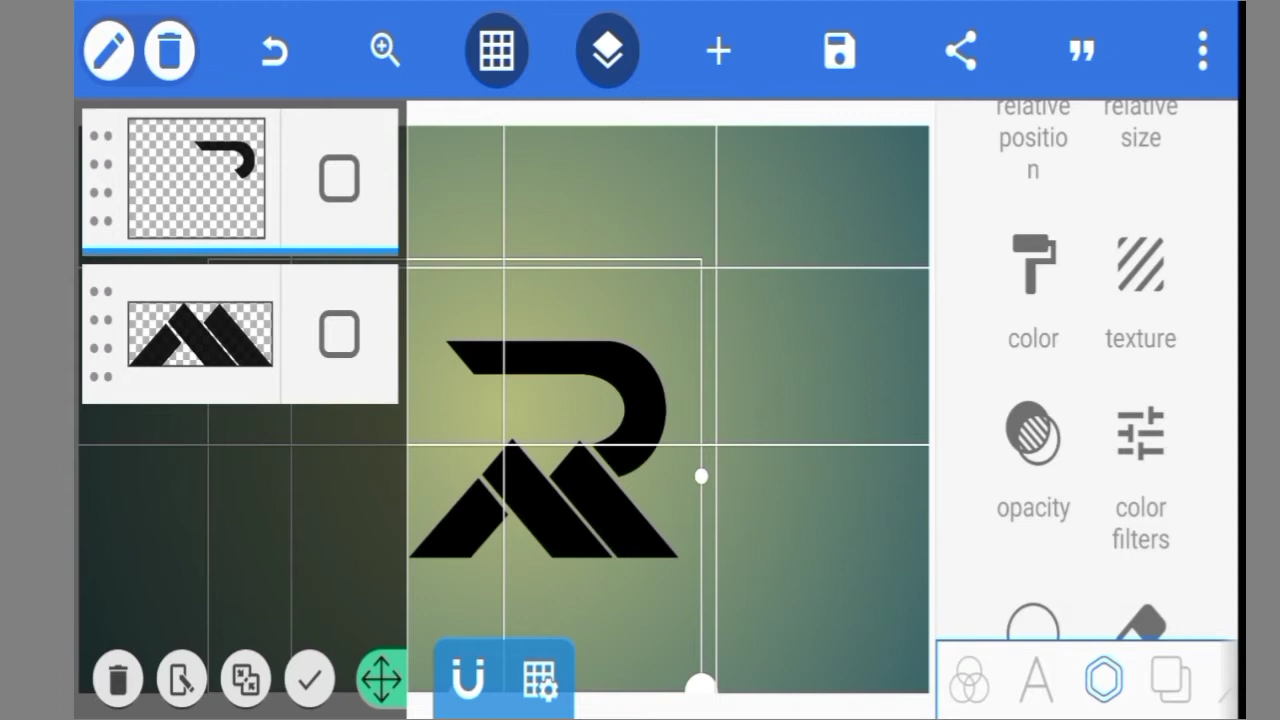 relative
positio
n
relative
size
color
texture
opacity
color
filters